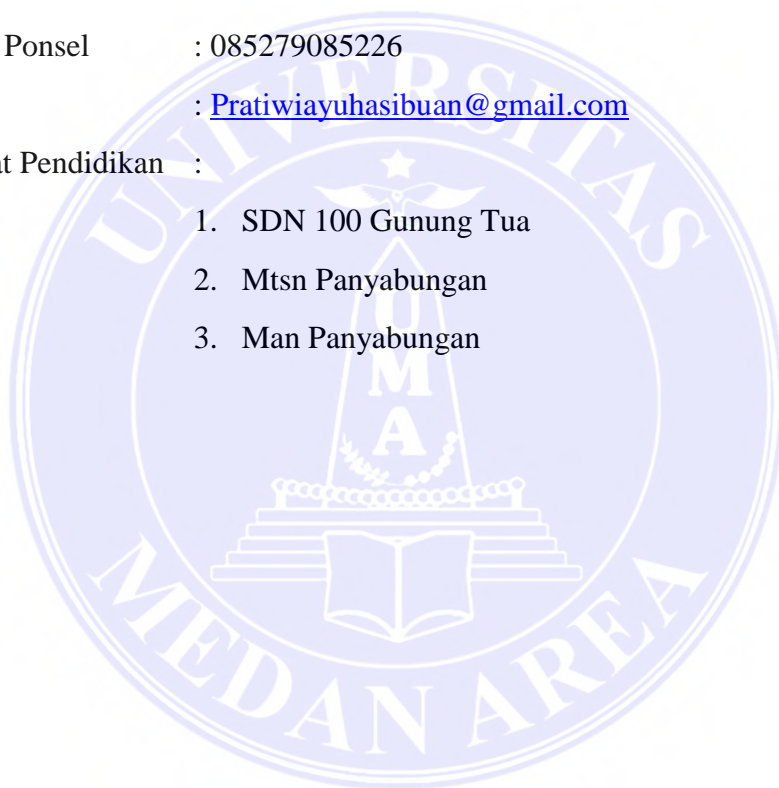 Ponsel : 085279085226
: Pratiwiayuhasibuan@gmail.com
at Pendidikan :
1. SDN 100 Gunung Tua
2. Mtsn Panyabungan
3. Man Panyabungan
UNIVERSITAS
UMA
MEDAN AREA